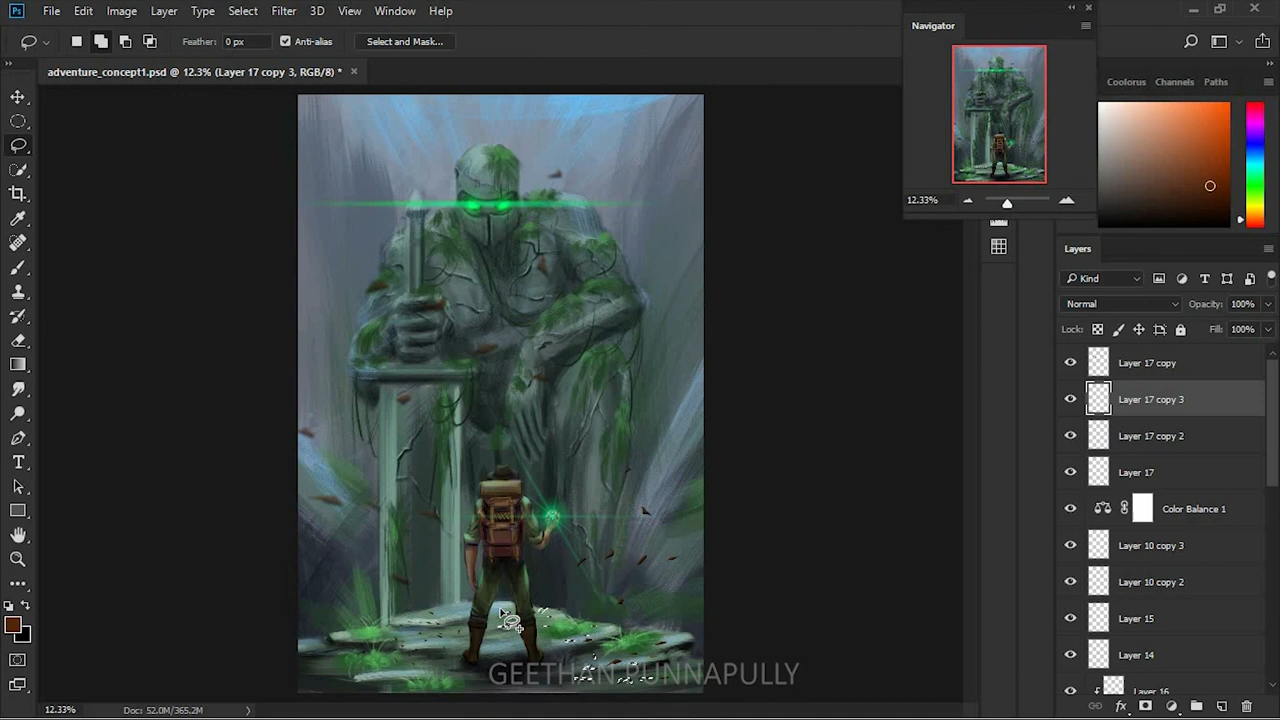 Ps File Edit Image Layer Type Select Filter 3D View Window Help
Feather: 0 px Anti-alias Select and Mask...
adventure_concept1.psd @ 12.3% (Layer 17 copy 3, RGB/8) *
Navigator
12.33%
Coolorus Channels Paths
Layers
Kind
Normal Opacity: 100%
Lock: Fill: 100%
Layer 17 copy
Layer 17 copy 3
Layer 17 copy 2
Layer 17
Color Balance 1
Layer 10 copy 3
Layer 10 copy 2
Layer 15
Layer 14
Layer 16
GEETHAN PUNNAPULLY
12.33% Doc: 52.0M/365.2M